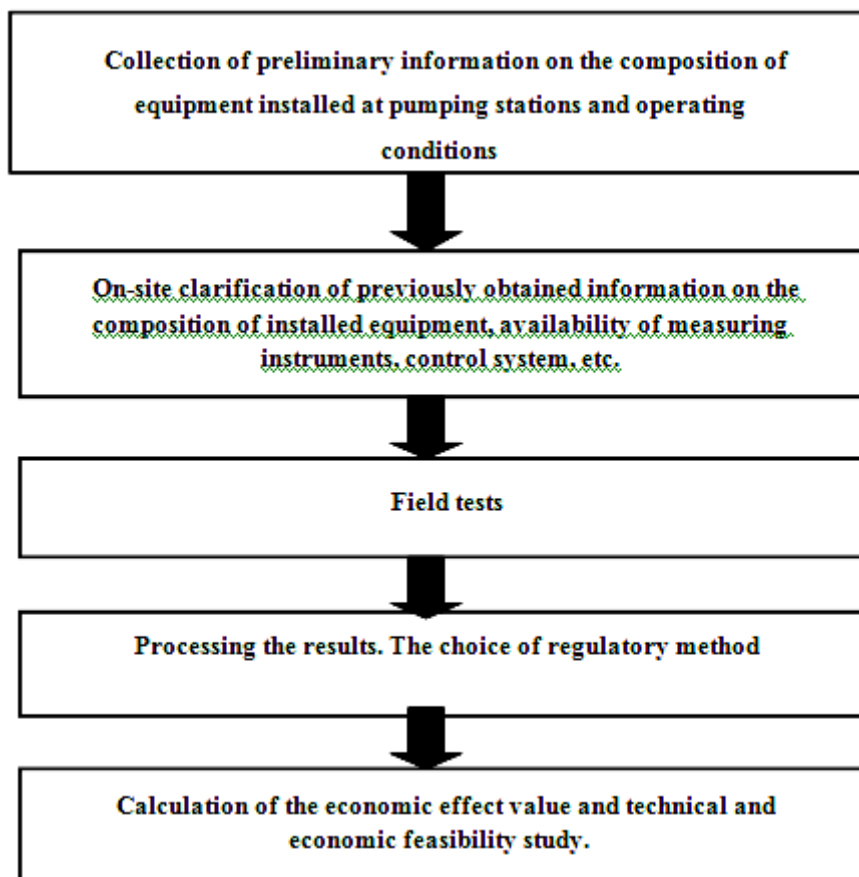 Collection of preliminary information on the composition of
equipment installed at pumping stations and operating
conditions
On-site clarification of previously obtained information on the
composition of installed equipment, availability of measuring
instruments, control system, etc.
Field tests
Processing the results. The choice of regulatory method
Calculation of the economic effect value and technical and
economic feasibility study.